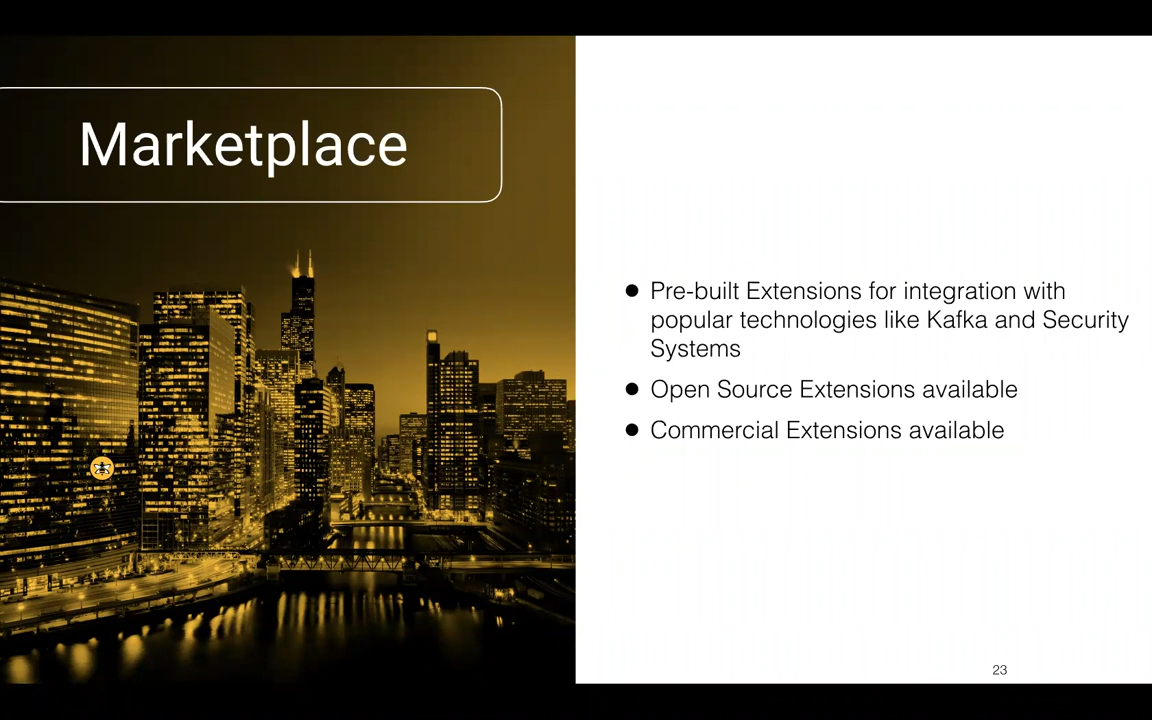 Marketplace
● Pre-built Extensions for integration with
popular technologies like Kafka and Security
Systems
● Open Source Extensions available
● Commercial Extensions available
23